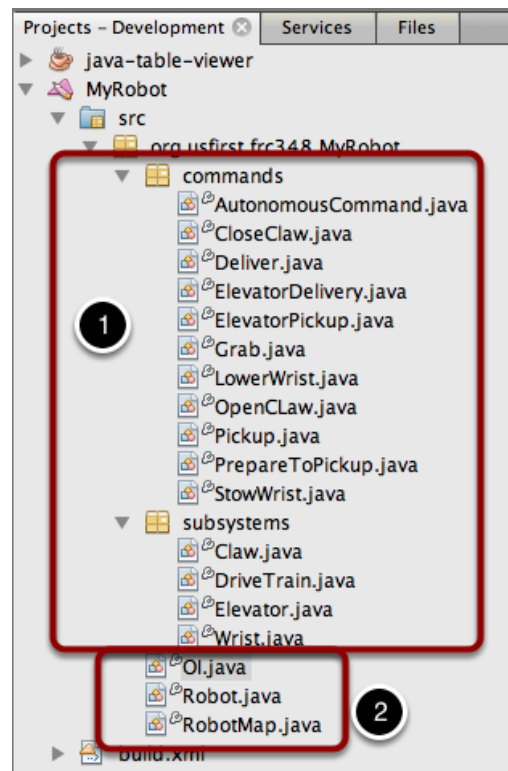 Projects – Development Services Files
java-table-viewer
MyRobot
src
org.usfirst.frc348.MyRobot
commands
AutonomousCommand.java
CloseClaw.java
Deliver.java
ElevatorDelivery.java
ElevatorPickup.java
1
Grab.java
LowerWrist.java
OpenCLaw.java
Pickup.java
PrepareToPickup.java
StowWrist.java
subsystems
Claw.java
DriveTrain.java
Elevator.java
Wrist.java
OI.java
Robot.java
2
RobotMap.java
build.xml